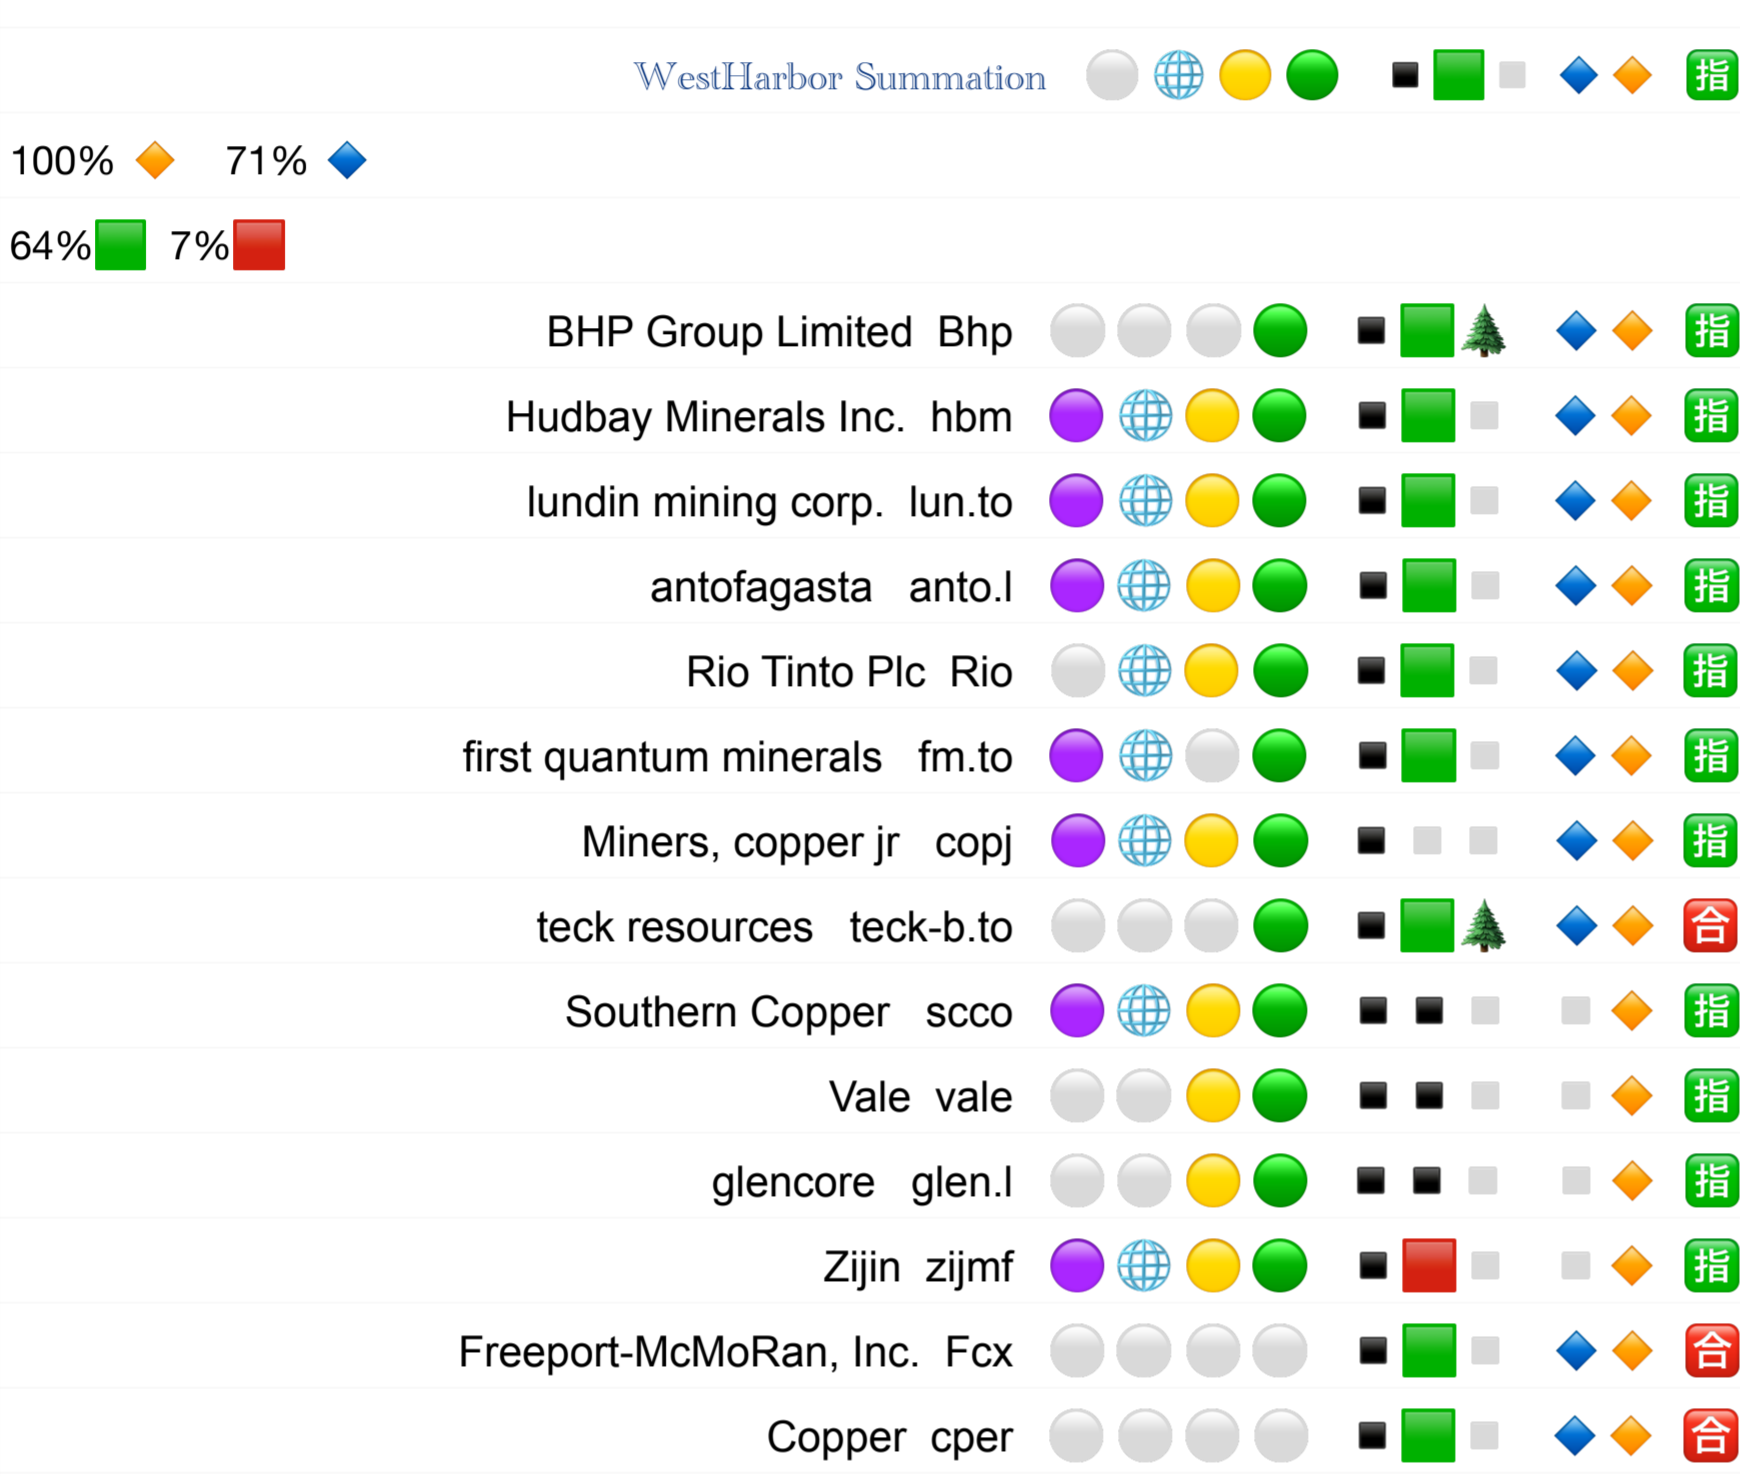 WestHarbor Summation 指
100% 71%
64% 7%
BHP Group Limited Bhp 指
Hudbay Minerals Inc. hbm 指
lundin mining corp. lun.to 指
antofagasta anto.l 指
Rio Tinto Plc Rio 指
first quantum minerals fm.to 指
Miners, copper jr copj 指
teck resources teck-b.to 合
Southern Copper scco 指
Vale vale 指
glencore glen.l 指
Zijin zijmf 指
Freeport-McMoRan, Inc. Fcx 合
Copper cper 合